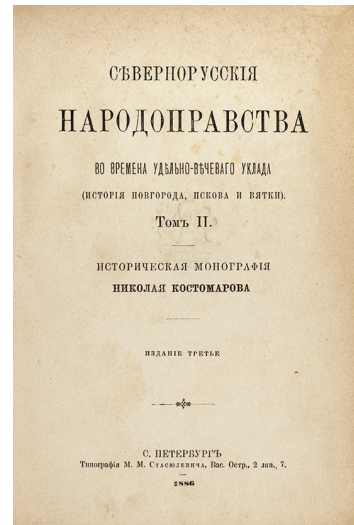 СѢВЕРНОРУССКІЯ
НАРОДОПРАВСТВА
ВО ВРЕМЕНА УДѢЛЬНО-ВѢЧЕВАГО УКЛАДА
(ИСТОРІЯ НОВГОРОДА, ПСКОВА И ВЯТКИ).
Томъ II.
ИСТОРИЧЕСКАЯ МОНОГРАФІЯ
НИКОЛАЯ КОСТОМАРОВА
ИЗДАНІЕ ТРЕТЬЕ
С. ПЕТЕРБУРГЪ
Типографія М. М. Стасюлевича, Вас. Остр., 2 лин., 7.
1886